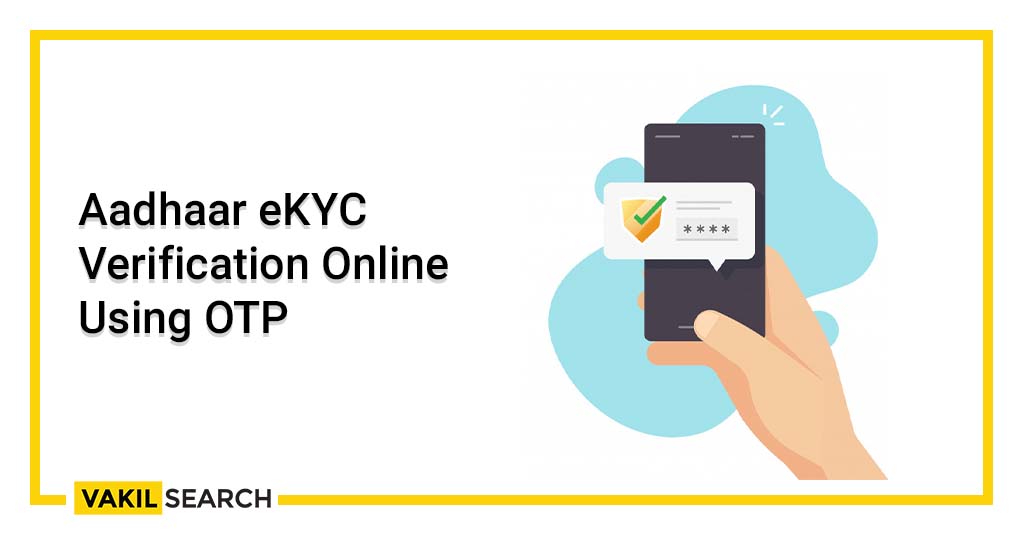 Aadhaar eKYC
Verification Online
Using OTP
****
VAKILSEARCH